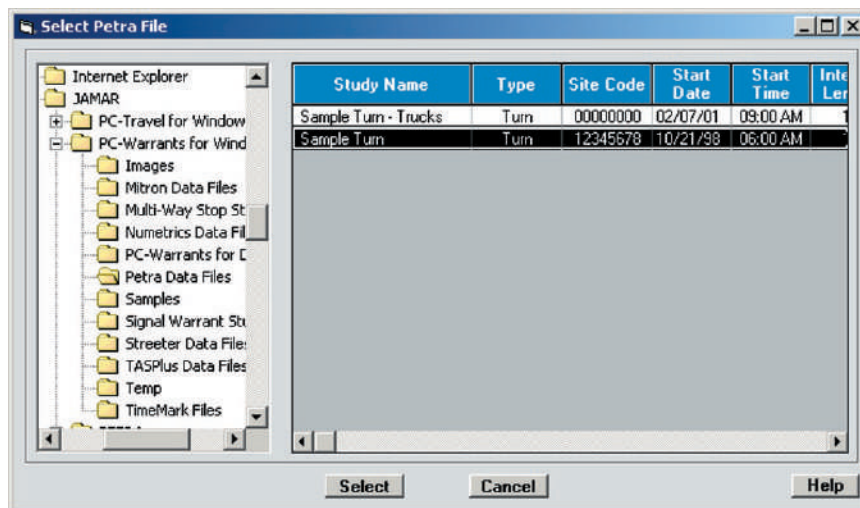 Select Petra File
Internet Explorer
JAMAR
PC-Travel for Window
PC-Warrants for Wind
Images
Mitron Data Files
Multi-Way Stop St
Numetrics Data Fil
PC-Warrants for D
Petra Data Files
Samples
Signal Warrant Stu
Streeter Data File
TASPlus Data Files
Temp
TimeMark Files
Study Name Type Site Code Start Date Start Time Inte Ler
Sample Turn - Trucks Turn 00000000 02/07/01 09:00 AM 1
Sample Turn Turn 12345678 10/21/98 06:00 AM
Select Cancel Help